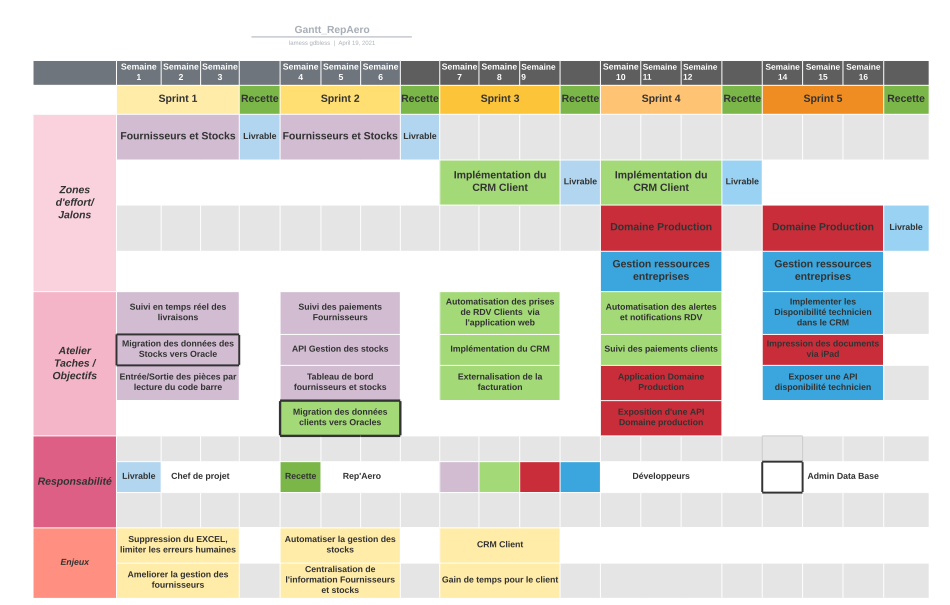 Gantt_RepAero
lamess gdbless | April 19, 2021
Semaine 1 Semaine 2 Semaine 3 Semaine 4 Semaine 5 Semaine 6 Semaine 7 Semaine 8 Semaine 9 Semaine 10 Semaine 11 Semaine 12 Semaine 14 Semaine 15 Semaine 16
Sprint 1 Recette Sprint 2 Recette Sprint 3 Recette Sprint 4 Recette Sprint 5 Recette
Zones
d'effort/
Jalons
Fournisseurs et Stocks Livrable Fournisseurs et Stocks Livrable
Implémentation du
CRM Client
Livrable
Implémentation du
CRM Client
Livrable
Domaine Production Domaine Production Livrable
Gestion ressources
entreprises
Gestion ressources
entreprises
Atelier
Taches /
Objectifs
Suivi en temps réel des
livraisons
Suivi des paiements
Fournisseurs
Automatisation des prises
de RDV Clients via
l'application web
Automatisation des alertes
et notifications RDV
Implementer les
Disponibilité technicien
dans le CRM
Migration des données des
Stocks vers Oracle
API Gestion des stocks
Implémentation du CRM
Suivi des paiements clients
Impression des documents
via iPad
Entrée/Sortie des pièces par
lecture du code barre
Tableau de bord
fournisseurs et stocks
Externalisation de la
facturation
Application Domaine
Production
Exposer une API
disponibilité technicien
Migration des données
clients vers Oracles
Exposition d'une API
Domaine production
Responsabilité
Livrable Chef de projet Recette Rep'Aero Développeurs Admin Data Base
Enjeux
Suppression du EXCEL,
limiter les erreurs humaines
Automatiser la gestion des
stocks
CRM Client
Ameliorer la gestion des
fournisseurs
Centralisation de
l'information Fournisseurs
et stocks
Gain de temps pour le client